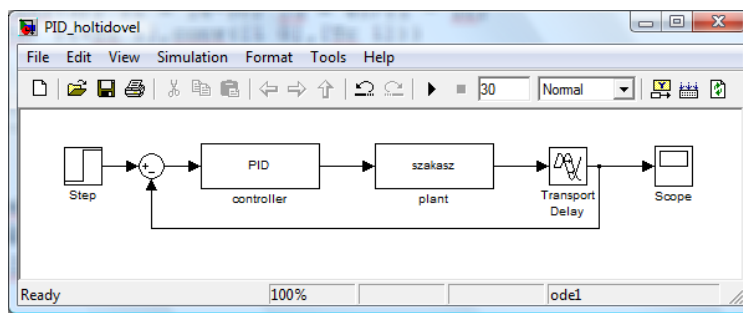 PID_holtidovel
File Edit View Simulation Format Tools Help
30 Normal
PID szakasz
Step controller plant Transport Delay Scope
Ready 100% ode1